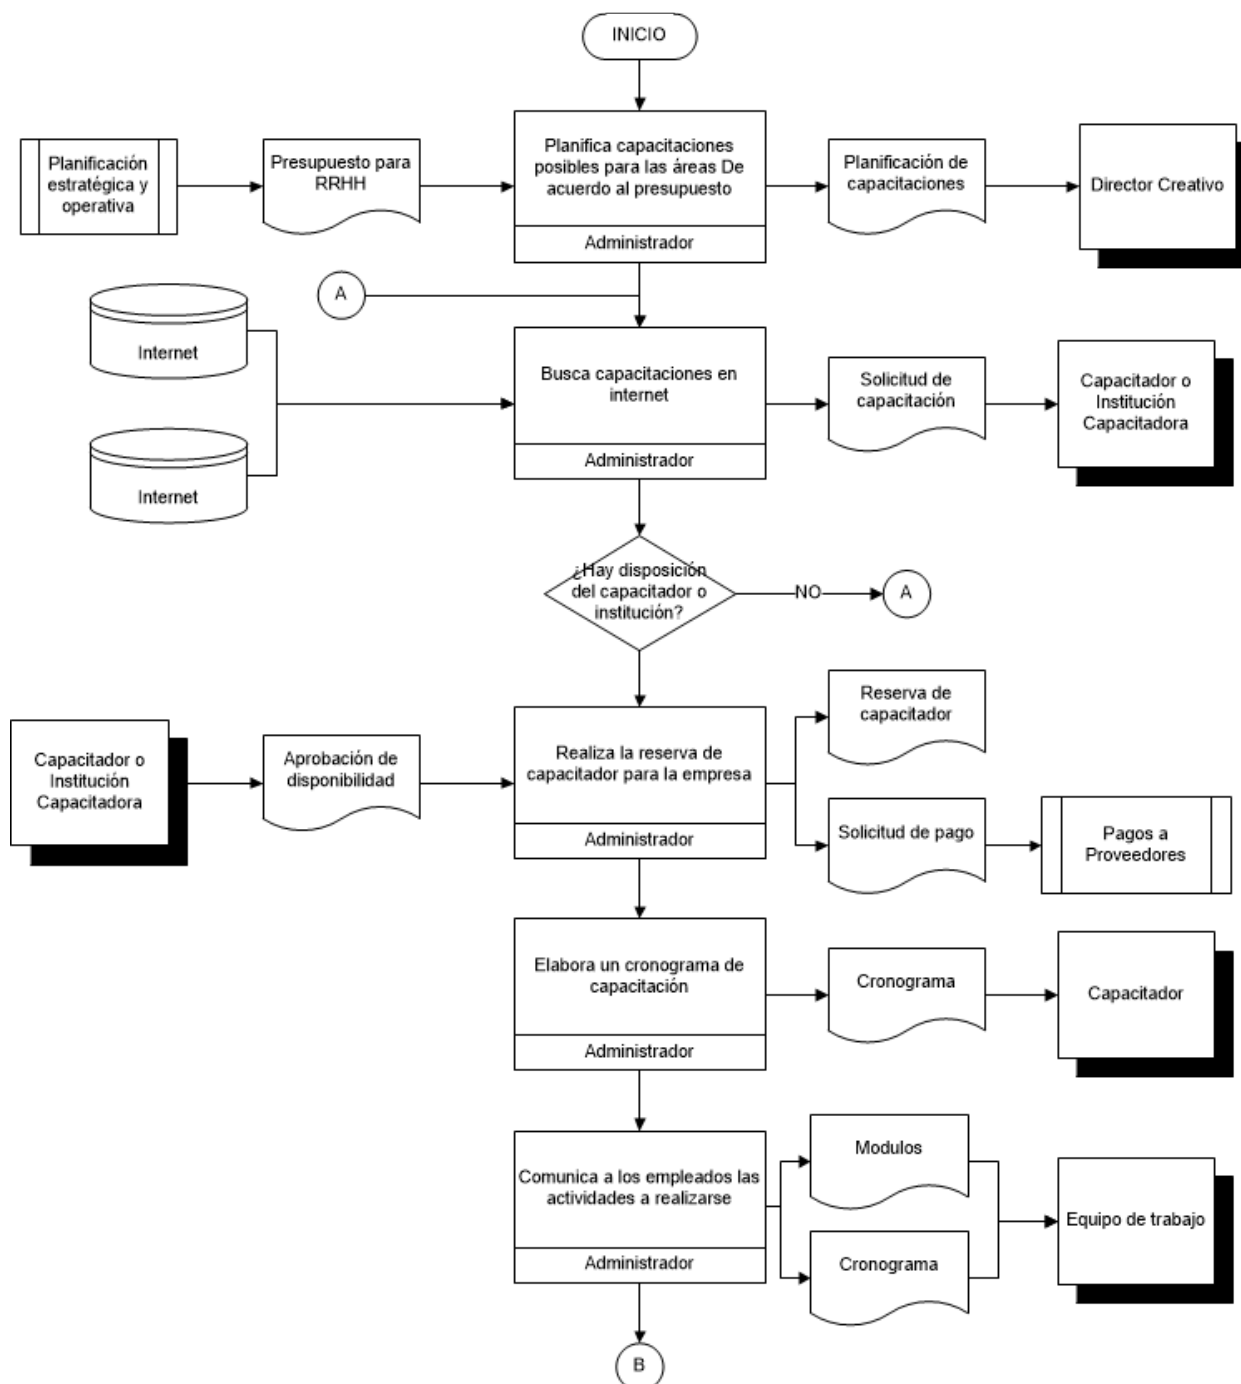 INICIO
Planificación
estratégica y
operativa
Presupuesto para
RRHH
Planifica capacitaciones
posibles para las áreas De
acuerdo al presupuesto
Administrador
Planificación de
capacitaciones
Director Creativo
A
Internet
Internet
Busca capacitaciones en
internet
Administrador
Solicitud de
capacitación
Capacitador o
Institución
Capacitadora
¿Hay disposición
del capacitador o
institución?
NO
A
Capacitador o
Institución
Capacitadora
Aprobación de
disponibilidad
Realiza la reserva de
capacitador para la empresa
Administrador
Reserva de
capacitador
Solicitud de pago
Pagos a
Proveedores
Elabora un cronograma de
capacitación
Administrador
Cronograma
Capacitador
Comunica a los empleados las
actividades a realizarse
Administrador
Modulos
Cronograma
Equipo de trabajo
B